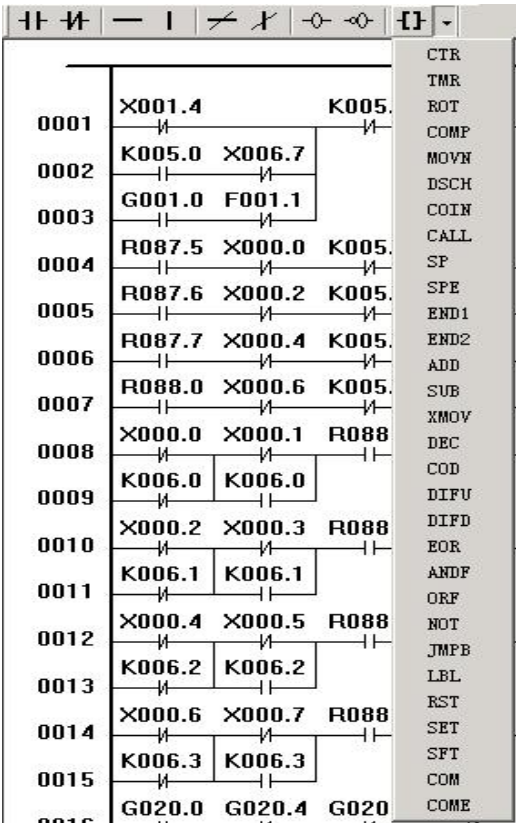 CTR
TMR
ROT
COMP
MOVN
DSCH
COIN
CALL
SP
SPE
END1
END2
ADD
SUB
XMOV
DEC
COD
DIFU
DIFD
EOR
ANDF
ORF
NOT
JMPB
LBL
RST
SET
SFT
COM
COME
X001.4 K005.
0001
K005.0 X006.7
0002
G001.0 F001.1
0003
R087.5 X000.0 K005.
0004
R087.6 X000.2 K005.
0005
R087.7 X000.4 K005.
0006
R088.0 X000.6 K005.
0007
X000.0 X000.1 R088
0008
K006.0 K006.0
0009
X000.2 X000.3 R088
0010
K006.1 K006.1
0011
X000.4 X000.5 R088
0012
K006.2 K006.2
0013
X000.6 X000.7 R088
0014
K006.3 K006.3
0015
G020.0 G020.4 G020